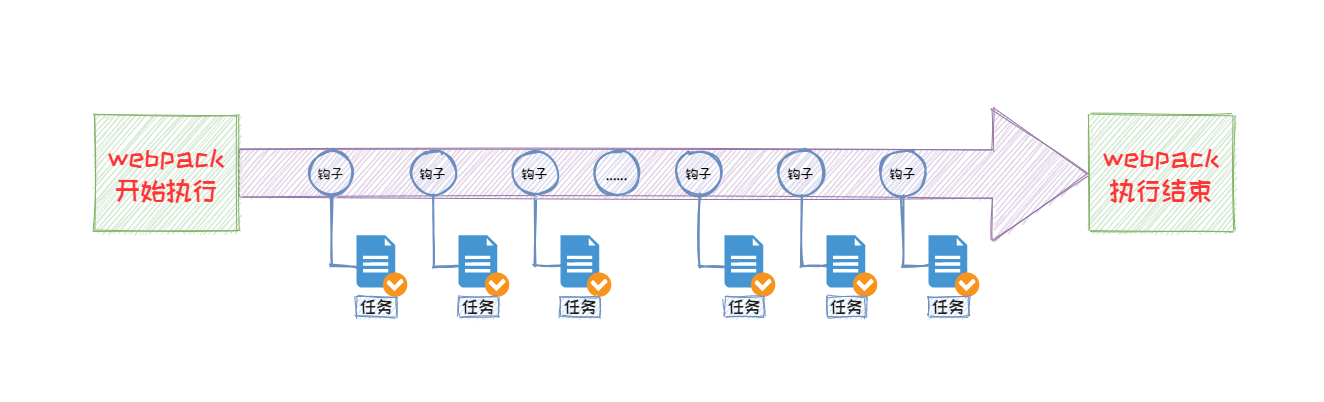 webpack
开始执行
钩子
钩子
钩子
......
钩子
钩子
钩子
webpack
执行结束
任务
任务
任务
任务
任务
任务